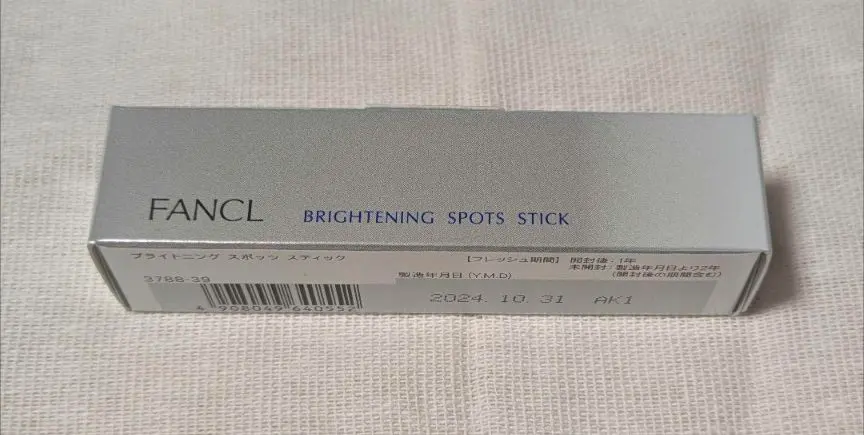 FANCL BRIGHTENING SPOTS STICK
ブライトニング スポッツ スティック
【フレッシュ期間】 開封後：1年
未開封：製造年月日より2年
（開封後の期間含む）
3788-39
製造年月日（Y.M.D）
2024. 10. 31 AK1
4 908049 640552